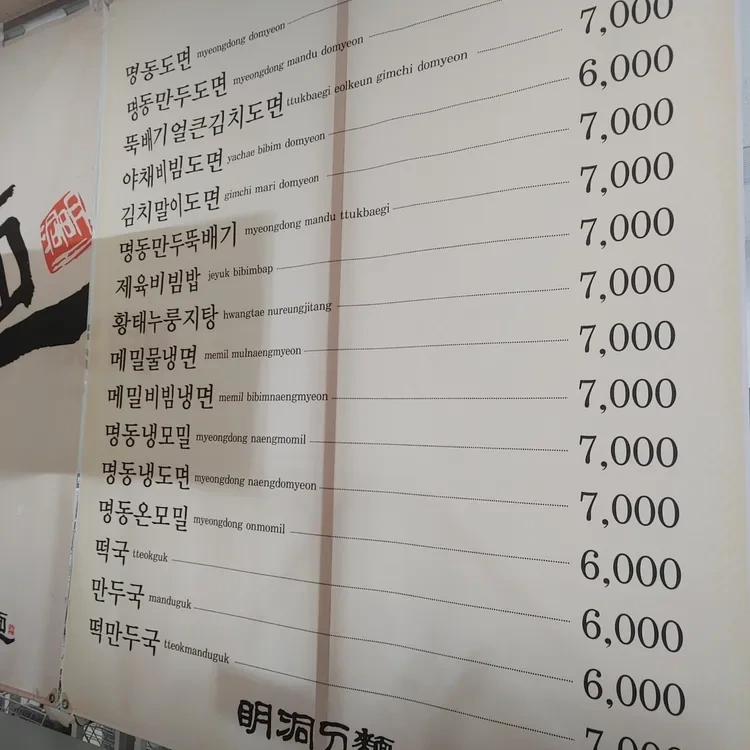 명동도면 myeongdong domyeon
명동만두도면 myeongdong mandu domyeon
뚝배기얼큰김치도면 ttukbaegi eolkeun gimchi domyeon 7,000
야채비빔도면 yachae bibim domyeon 6,000
김치말이도면 gimchi mari domyeon 7,000
명동만두뚝배기 myeongdong mandu ttukbaegi 7,000
제육비빔밥 jeyuk bibimbap 7,000
황태누룽지탕 hwangtae nureungjitang 7,000
메밀물냉면 memil mulnaengmyeon 7,000
메밀비빔냉면 memil bibimnaengmyeon 7,000
명동냉모밀 myeongdong naengmomil 7,000
명동냉도면 myeongdong naengdomyeon 7,000
명동온모밀 myeongdong onmomil 6,000
떡국 tteokguk 6,000
만두국 manduguk 6,000
떡만두국 tteokmanduguk 7,000
明洞万麵